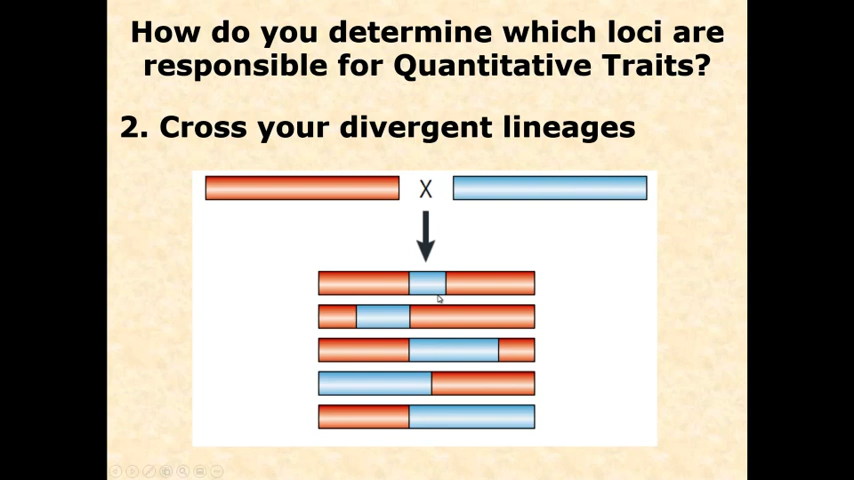 How do you determine which loci are
responsible for Quantitative Traits?
2. Cross your divergent lineages
X